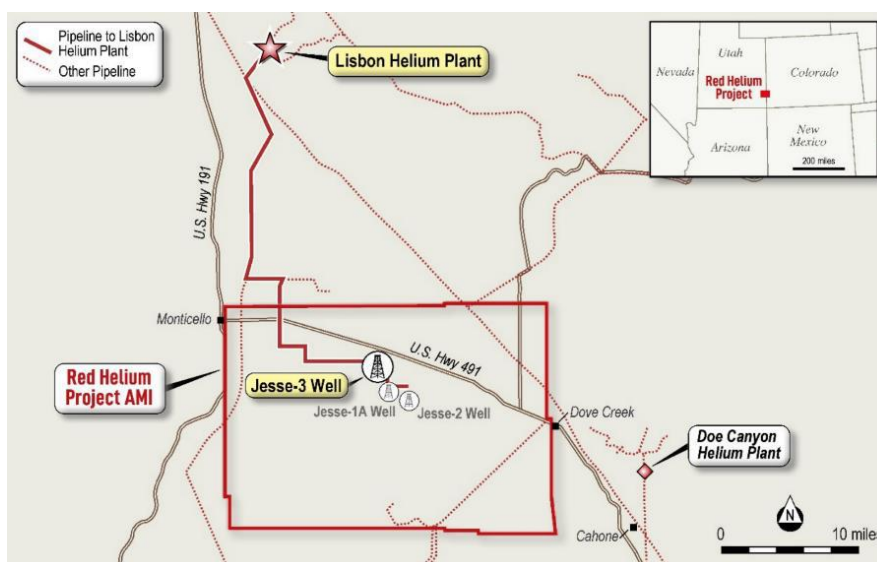 Pipeline to Lisbon
Helium Plant
Other Pipeline
Lisbon Helium Plant
Utah
Nevada
Colorado
Red Helium
Project
Arizona
New
Mexico
200 miles
U.S. Hwy 191
Monticello
U.S. Hwy 491
Red Helium
Project AMI
Jesse-3 Well
Jesse-1A Well
Jesse-2 Well
Dove Creek
Doe Canyon
Helium Plant
Cahone
N
0 10 miles